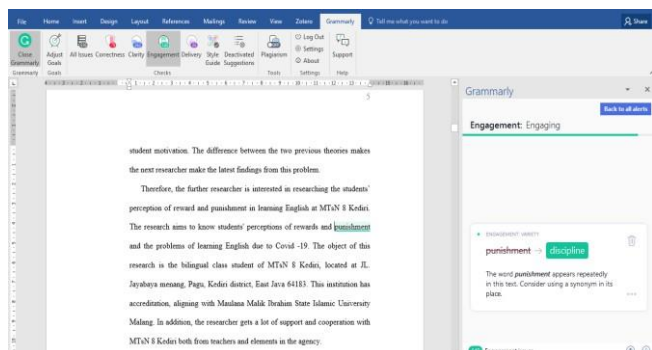 File Home Insert Design Layout References Mailings Review View Zotero Grammarly Tell me what you want to do Share
Close Grammarly Adjust Goals All Issues Correctness Clarity Engagement Delivery Style Guide Deactivated Suggestions Plagiarism Log Out Settings About Support
Grammarly Goals Checks Tools Settings Help
5
student motivation. The difference between the two previous theories makes
the next researcher make the latest findings from this problem.
Therefore, the further researcher is interested in researching the students'
perception of reward and punishment in learning English at MTsN 8 Kediri.
The research aims to know students' perceptions of rewards and punishment
and the problems of learning English due to Covid -19. The object of this
research is the bilingual class student of MTsN 8 Kediri, located at JL.
Jayabaya menang, Pagu, Kediri district, East Java 64183. This institution has
accreditation, aligning with Maulana Malik Ibrahim State Islamic University
Malang. In addition, the researcher gets a lot of support and cooperation with
MTsN 8 Kediri both from teachers and elements in the agency.
Grammarly
Back to all alerts
Engagement: Engaging
ENGAGEMENT: VARIETY
punishment → discipline
The word punishment appears repeatedly
in this text. Consider using a synonym in its
place.